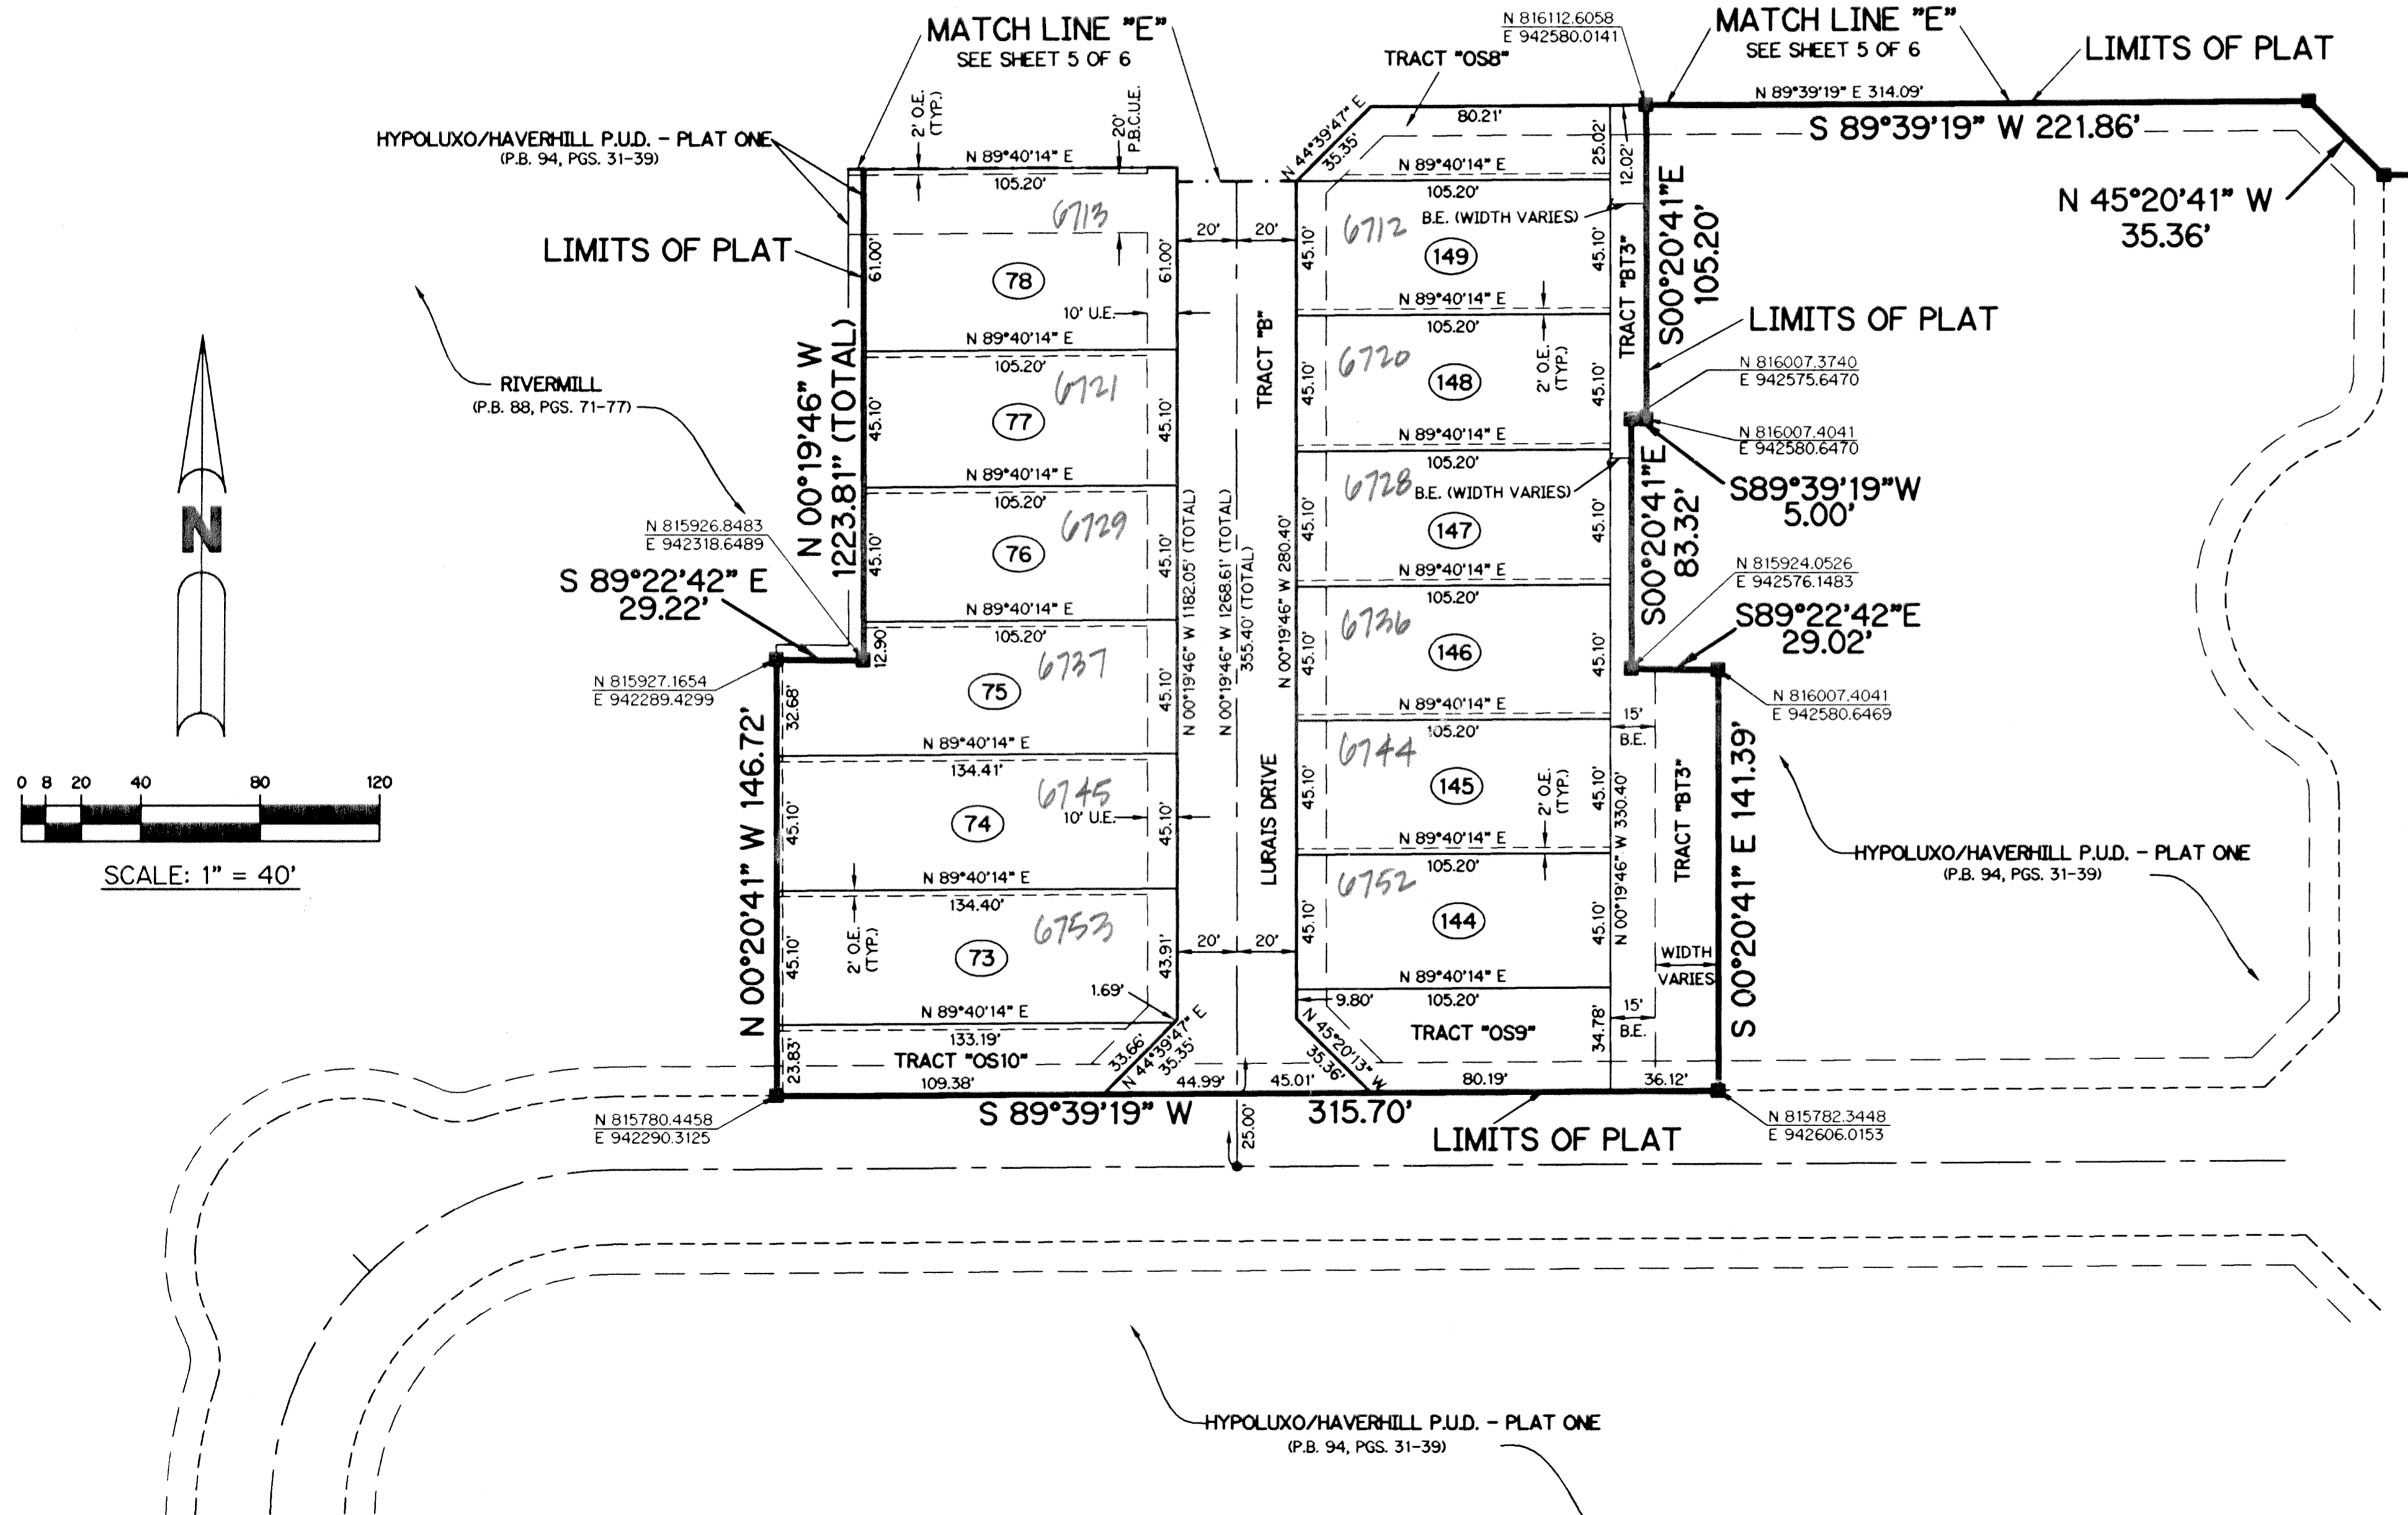 MATCH LINE "E"
SEE SHEET 5 OF 6
N 816112.6058
E 942580.0141
MATCH LINE "E"
SEE SHEET 5 OF 6
LIMITS OF PLAT
TRACT "OS8"
2' O.E.
(TYP.)
20'
P.B.C.U.E.
N 44°39'47" E
35.35'
80.21'
25.02'
12.02'
N 89°39'19" E 314.09'
S 89°39'19" W 221.86'
N 45°20'41" W
35.36'
HYPOLUXO/HAVERHILL P.U.D. - PLAT ONE
(P.B. 94, PGS. 31-39)
LIMITS OF PLAT
N 89°40'14" E
105.20'
6713
61.00'
78
61.00'
10' U.E.
N 89°40'14" E
105.20'
6721
45.10'
77
45.10'
N 89°40'14" E
105.20'
6729
45.10'
76
45.10'
N 89°40'14" E
105.20'
12.90'
6737
32.68'
75
45.10'
N 89°40'14" E
134.41'
6745
10' U.E.
45.10'
74
45.10'
N 89°40'14" E
134.40'
2' O.E.
(TYP.)
6753
45.10'
73
43.91'
1.69'
N 89°40'14" E
133.19'
23.83'
TRACT "OS10"
109.38'
33.66'
N 44°39'47" E
35.35'
RIVERMILL
(P.B. 88, PGS. 71-77)
N 00°19'46" W
1223.81" (TOTAL)
N 815926.8483
E 942318.6489
S 89°22'42" E
29.22'
N 815927.1654
E 942289.4299
N 00°20'41" W 146.72'
N 815780.4458
E 942290.3125
N
0 8 20 40 80 120
SCALE: 1" = 40'
20' 20'
TRACT "B"
N 00°19'46" W 1182.05' (TOTAL)
N 00°19'46" W 1268.61' (TOTAL)
355.40' (TOTAL)
N 00°19'46" W 280.40'
LURAIS DRIVE
20' 20'
44.99' 45.01'
25.00'
N 89°40'14" E
105.20'
6712
B.E. (WIDTH VARIES)
45.10'
149
45.10'
N 89°40'14" E
105.20'
6720
2' O.E.
(TYP.)
45.10'
148
45.10'
N 89°40'14" E
105.20'
6728
B.E. (WIDTH VARIES)
45.10'
147
45.10'
N 89°40'14" E
105.20'
6736
45.10'
146
45.10'
N 89°40'14" E
105.20'
6744
45.10'
145
2' O.E.
(TYP.)
45.10'
N 89°40'14" E
105.20'
6752
45.10'
144
45.10'
N 89°40'14" E
105.20'
9.80'
TRACT "OS9"
34.78'
N 45°20'13" W
35.36'
80.19'
36.12'
TRACT "BT3"
S00°20'41"E
105.20'
LIMITS OF PLAT
N 816007.3740
E 942575.6470
N 816007.4041
E 942580.6470
S89°39'19"W
5.00'
S00°20'41"E
83.32'
N 815924.0526
E 942576.1483
S89°22'42"E
29.02'
N 816007.4041
E 942580.6469
15'
B.E.
N 00°19'46" W 330.40'
TRACT "BT3"
WIDTH
VARIES
15'
B.E.
S 00°20'41" E 141.39'
HYPOLUXO/HAVERHILL P.U.D. - PLAT ONE
(P.B. 94, PGS. 31-39)
N 815782.3448
E 942606.0153
S 89°39'19" W 315.70'
LIMITS OF PLAT
HYPOLUXO/HAVERHILL P.U.D. - PLAT ONE
(P.B. 94, PGS. 31-39)